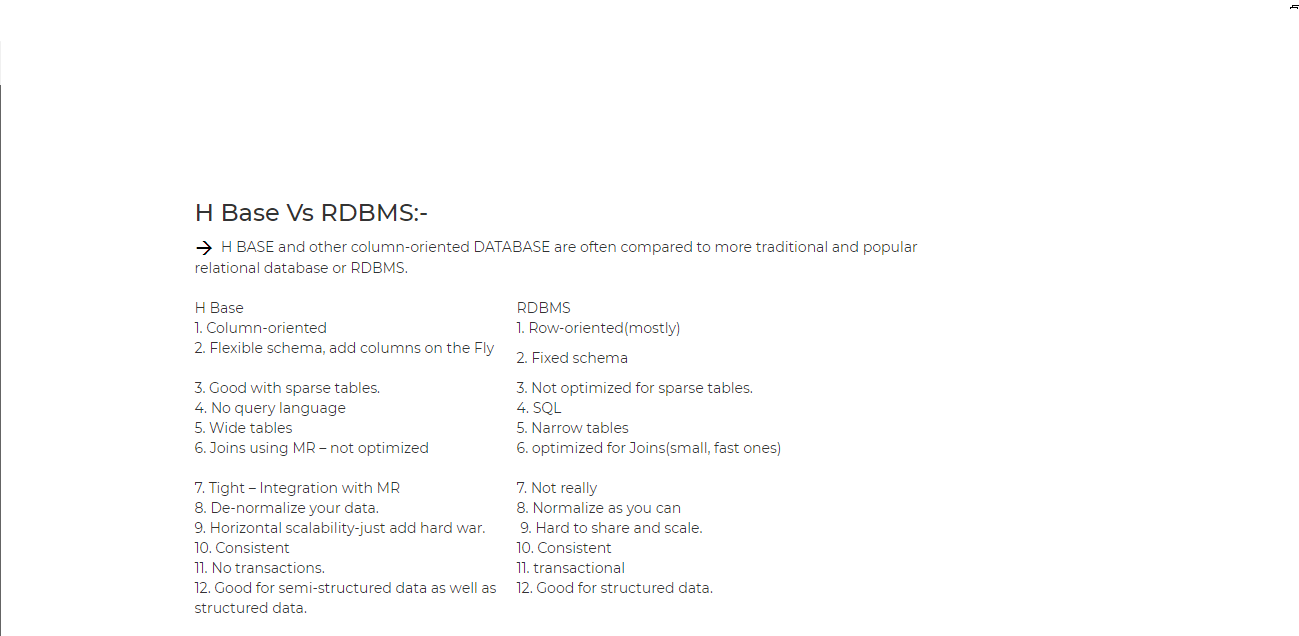 H Base Vs RDBMS:-
→ H BASE and other column-oriented DATABASE are often compared to more traditional and popular
relational database or RDBMS.
H Base
1. Column-oriented
2. Flexible schema, add columns on the Fly
3. Good with sparse tables.
4. No query language
5. Wide tables
6. Joins using MR – not optimized
7. Tight – Integration with MR
8. De-normalize your data.
9. Horizontal scalability-just add hard war.
10. Consistent
11. No transactions.
12. Good for semi-structured data as well as
structured data.
RDBMS
1. Row-oriented(mostly)
2. Fixed schema
3. Not optimized for sparse tables.
4. SQL
5. Narrow tables
6. optimized for Joins(small, fast ones)
7. Not really
8. Normalize as you can
9. Hard to share and scale.
10. Consistent
11. transactional
12. Good for structured data.